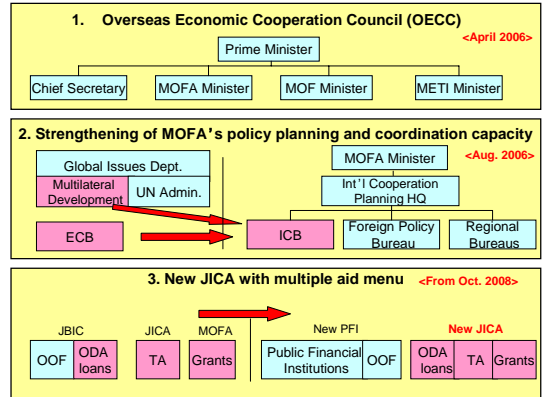 1. Overseas Economic Cooperation Council (OECC)
<April 2006>
Prime Minister
Chief Secretary
MOFA Minister
MOF Minister
METI Minister
2. Strengthening of MOFA's policy planning and coordination capacity
<Aug. 2006>
Global Issues Dept.
Multilateral
Development
UN Admin.
ECB
MOFA Minister
Int'l Cooperation
Planning HQ
ICB
Foreign Policy
Bureau
Regional
Bureaus
3. New JICA with multiple aid menu
<From Oct. 2008>
JBIC
JICA
MOFA
OOF
ODA
loans
TA
Grants
New PFI
New JICA
Public Financial
Institutions
OOF
ODA
loans
TA
Grants